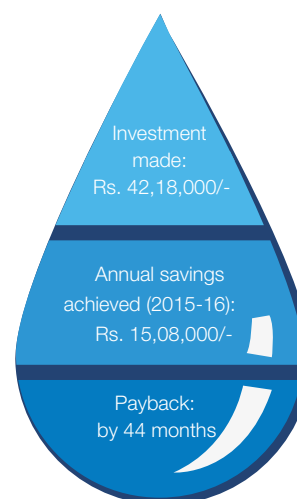 Investment
made:
Rs. 42,18,000/-
Annual savings
achieved (2015-16):
Rs. 15,08,000/-
Payback:
by 44 months